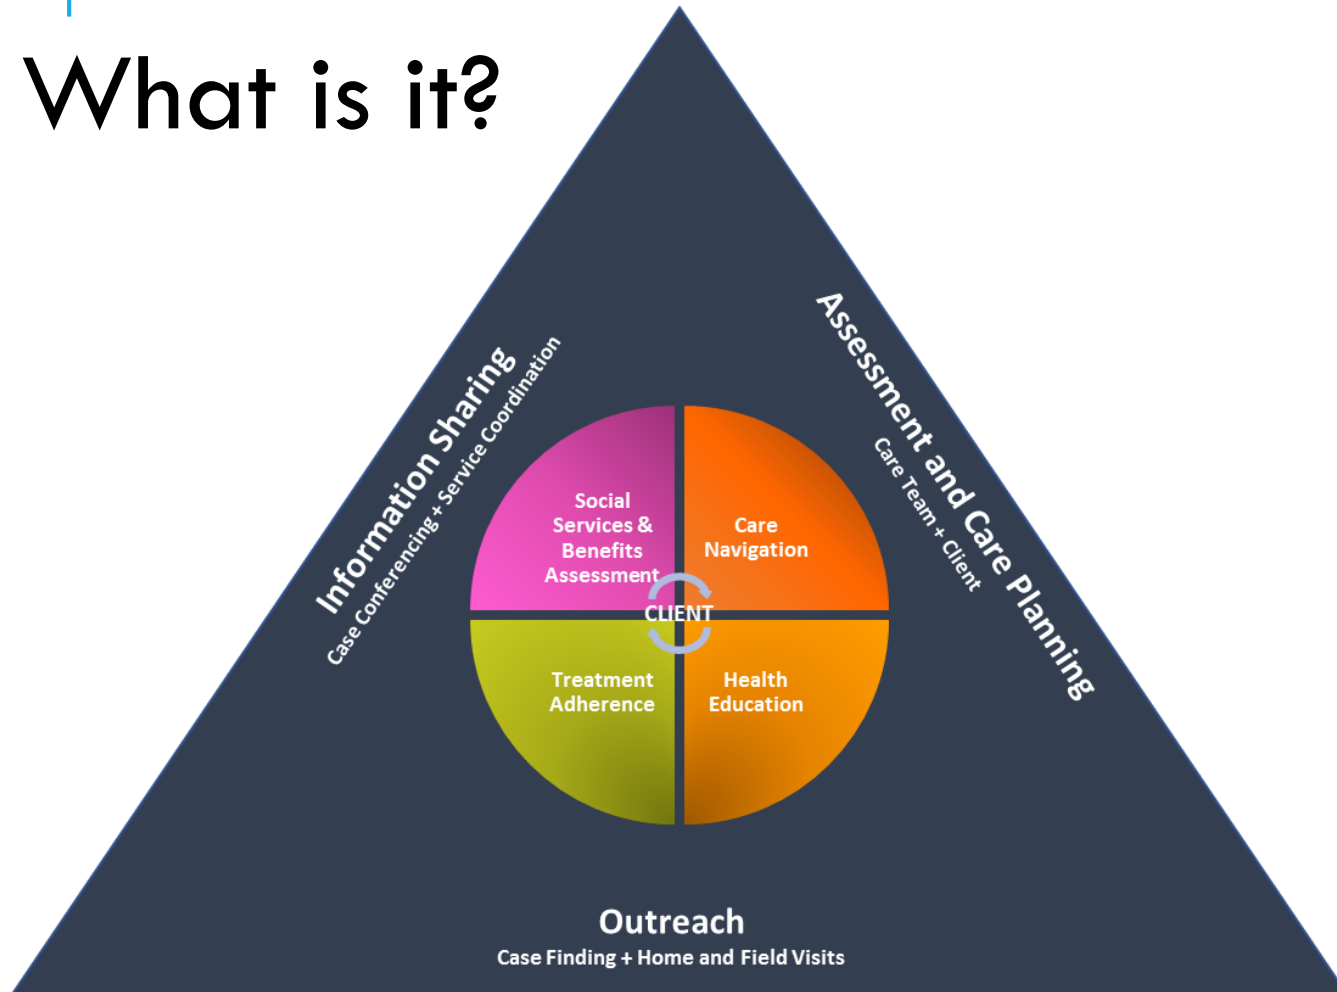 What is it?
Information Sharing
Case Conferencing + Service Coordination
Assessment and Care Planning
Care Team + Client
Social
Services &
Benefits
Assessment
Care
Navigation
CLIENT
Treatment
Adherence
Health
Education
Outreach
Case Finding + Home and Field Visits